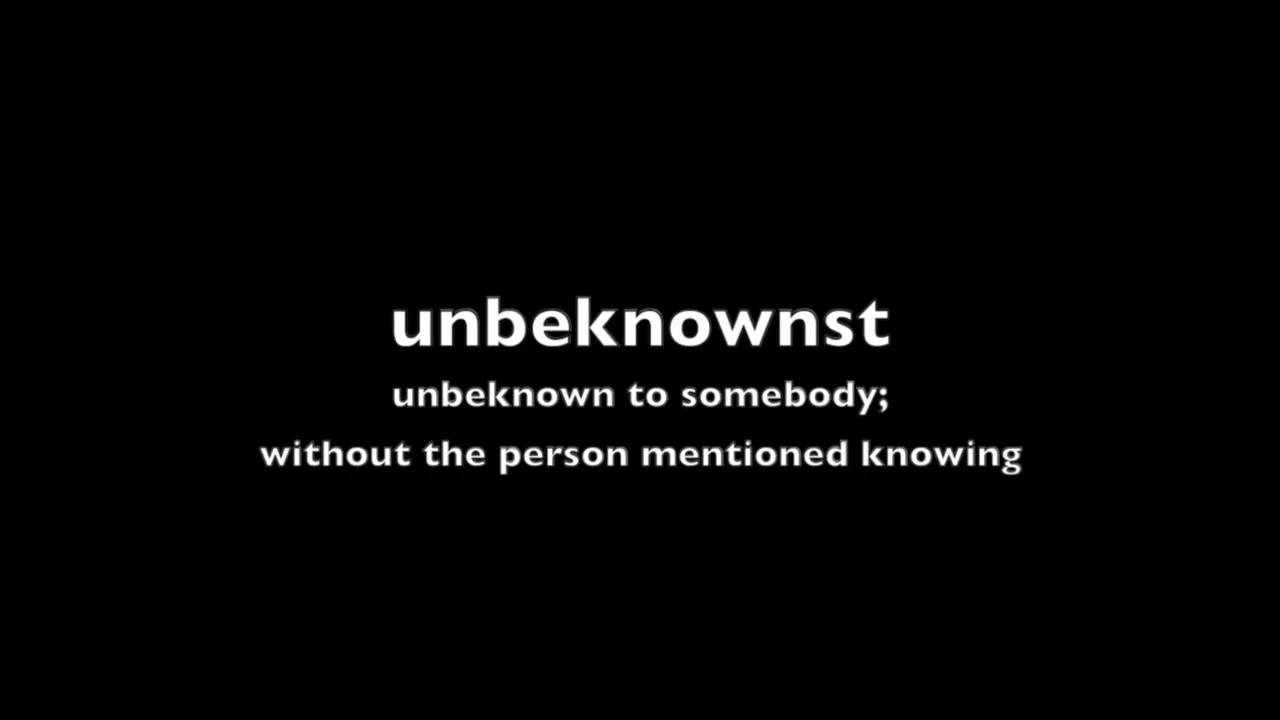 unbeknownst
unbeknown to somebody;
without the person mentioned knowing